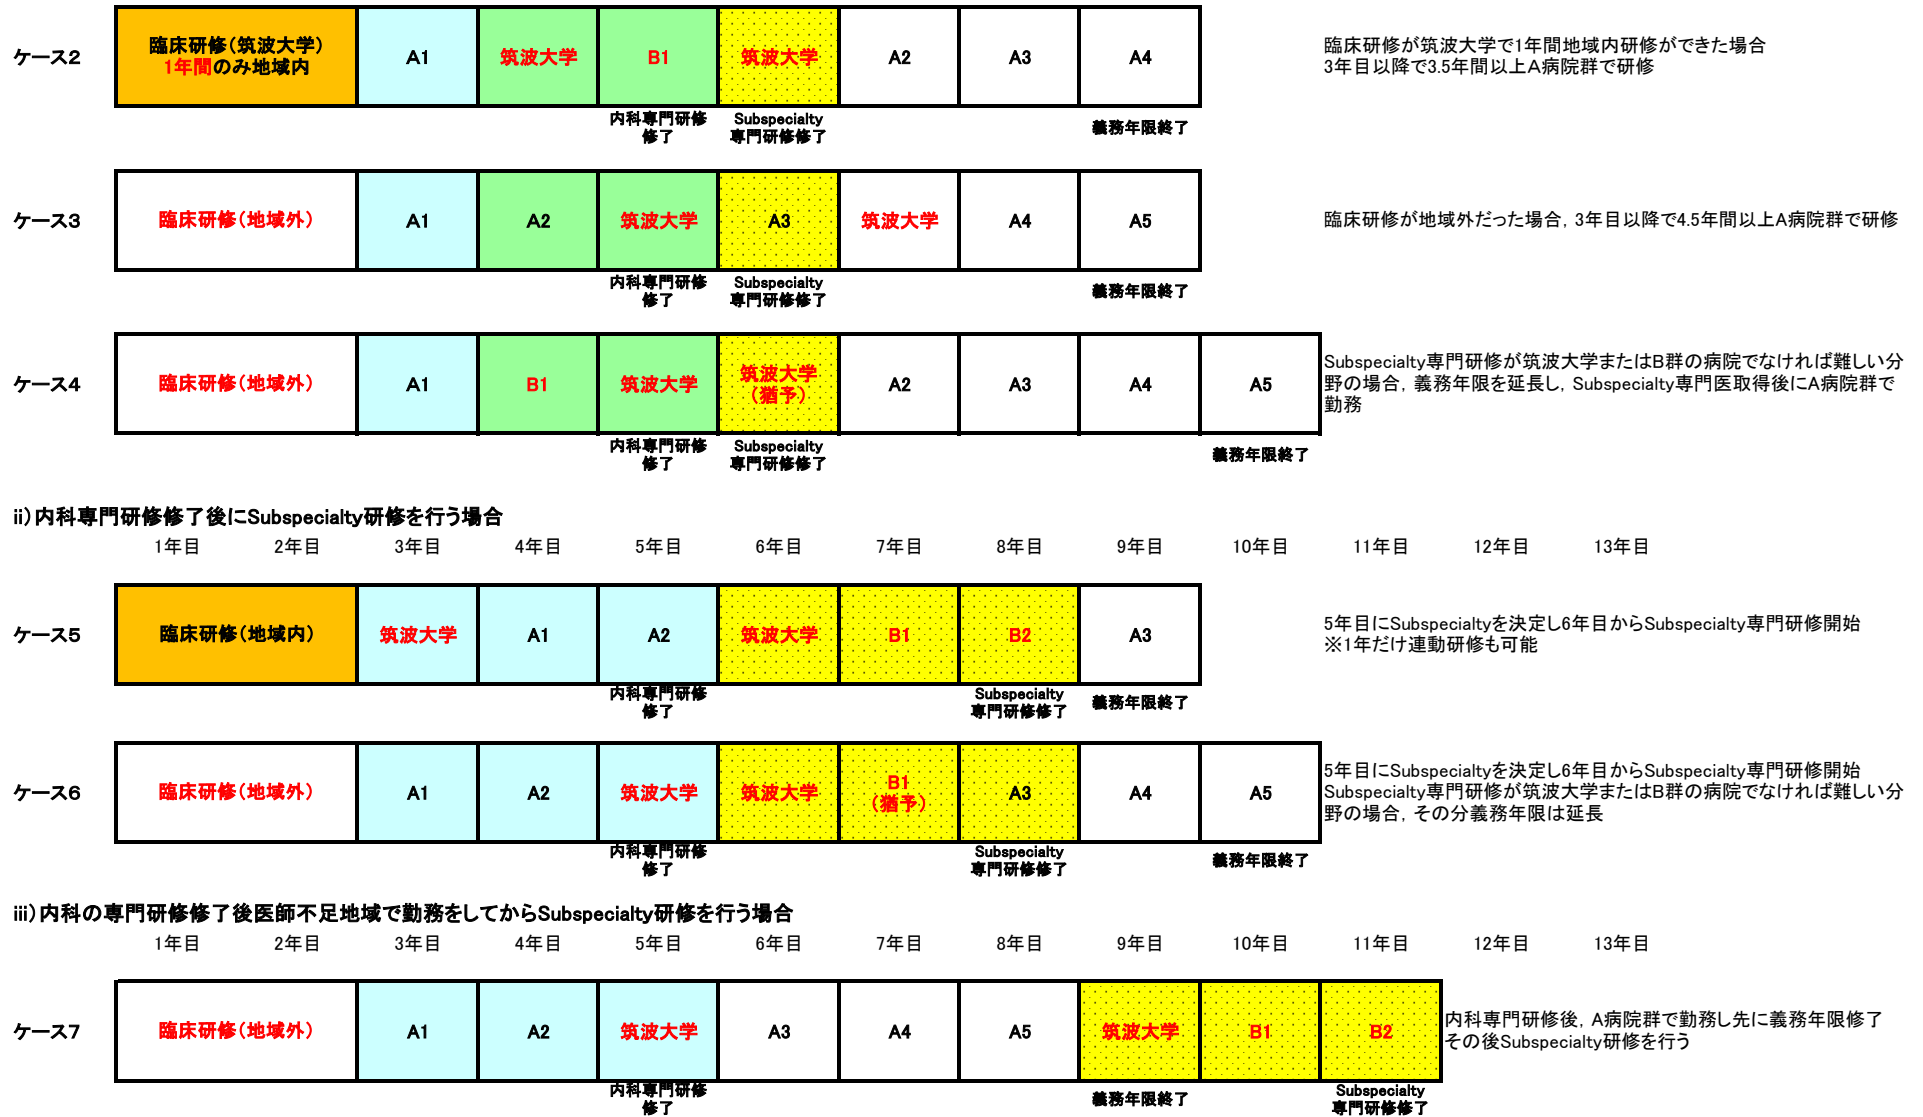 ケース2
臨床研修（筑波大学）
1年間のみ地域内
A1
筑波大学
B1
筑波大学
A2
A3
A4
臨床研修が筑波大学で1年間地域内研修ができた場合
3年目以降で3.5年間以上A病院群で研修
内科専門研修
修了
Subspecialty
専門研修修了
義務年限終了
ケース3
臨床研修（地域外）
A1
A2
筑波大学
A3
筑波大学
A4
A5
臨床研修が地域外だった場合，3年目以降で4.5年間以上A病院群で研修
内科専門研修
修了
Subspecialty
専門研修修了
義務年限終了
ケース4
臨床研修（地域外）
A1
B1
筑波大学
筑波大学
（猶予）
A2
A3
A4
A5
Subspecialty専門研修が筑波大学またはB群の病院でなければ難しい分
野の場合，義務年限を延長し，Subspecialty専門医取得後にA病院群で
勤務
内科専門研修
修了
Subspecialty
専門研修修了
義務年限終了
ii）内科専門研修修了後にSubspecialty研修を行う場合
1年目 2年目 3年目 4年目 5年目 6年目 7年目 8年目 9年目 10年目 11年目 12年目 13年目
ケース5
臨床研修（地域内）
筑波大学
A1
A2
筑波大学
B1
B2
A3
5年目にSubspecialtyを決定し6年目からSubspecialty専門研修開始
※1年だけ連動研修も可能
内科専門研修
修了
Subspecialty
専門研修修了
義務年限終了
ケース6
臨床研修（地域外）
A1
A2
筑波大学
筑波大学
B1
（猶予）
A3
A4
A5
5年目にSubspecialtyを決定し6年目からSubspecialty専門研修開始
Subspecialty専門研修が筑波大学またはB群の病院でなければ難しい分
野の場合，その分義務年限は延長
内科専門研修
修了
Subspecialty
専門研修修了
義務年限終了
iii）内科の専門研修修了後医師不足地域で勤務をしてからSubspecialty研修を行う場合
1年目 2年目 3年目 4年目 5年目 6年目 7年目 8年目 9年目 10年目 11年目 12年目 13年目
ケース7
臨床研修（地域外）
A1
A2
筑波大学
A3
A4
A5
筑波大学
B1
B2
内科専門研修後，A病院群で勤務し先に義務年限修了
その後Subspecialty研修を行う
内科専門研修
修了
義務年限終了
Subspecialty
専門研修修了